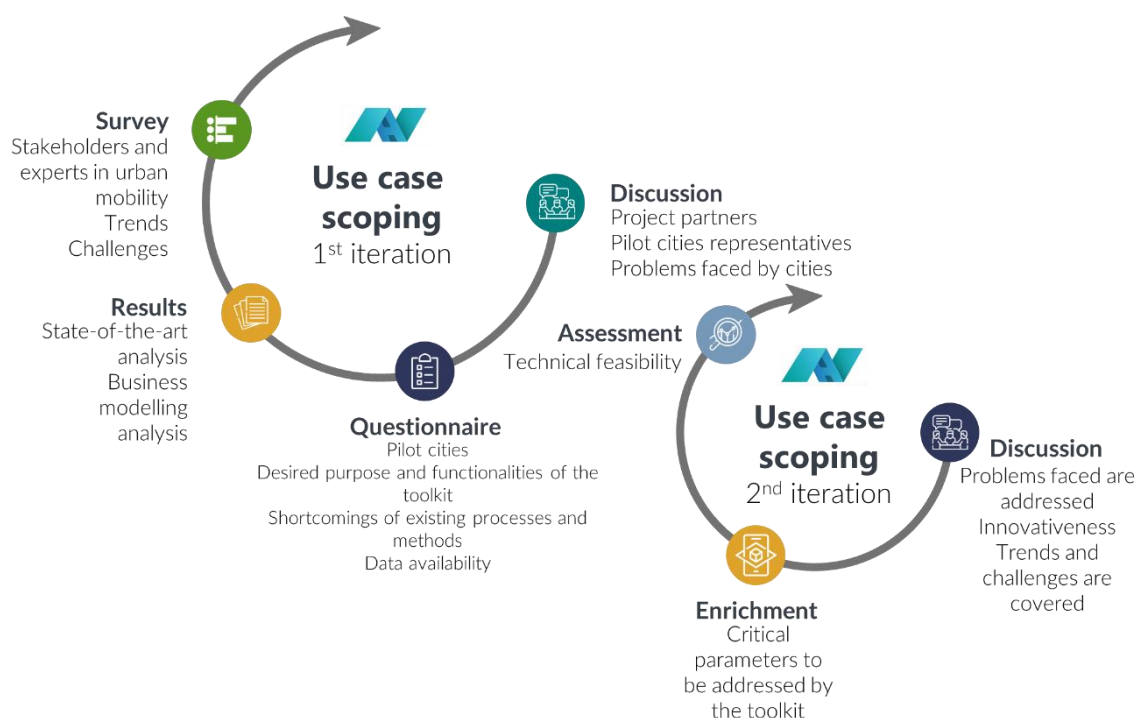 Survey
Stakeholders and
experts in urban
mobility
Trends
Challenges
Results
State-of-the-art
analysis
Business
modelling
analysis
Use case
scoping
1st iteration
Questionnaire
Pilot cities
Desired purpose and functionalities of the
toolkit
Shortcomings of existing processes and
methods
Data availability
Discussion
Project partners
Pilot cities representatives
Problems faced by cities
Assessment
Technical feasibility
Use case
scoping
2nd iteration
Enrichment
Critical
parameters to
be addressed by
the toolkit
Discussion
Problems faced are
addressed
Innovativeness
Trends and
challenges are
covered